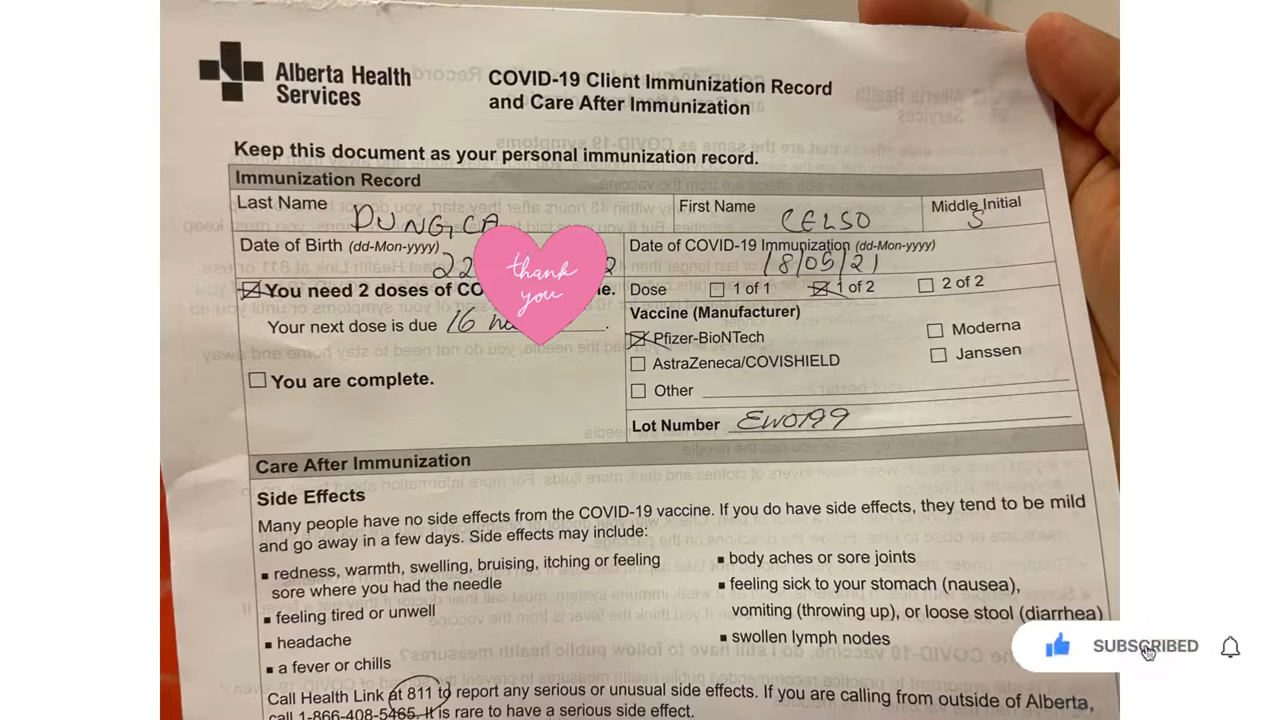 Alberta Health Services
COVID-19 Client Immunization Record
and Care After Immunization
Keep this document as your personal immunization record.
Immunization Record
Last Name DUNGCA
First Name CELSO
Middle Initial S
Date of Birth (dd-Mon-yyyy)
22 2
Date of COVID-19 Immunization (dd-Mon-yyyy)
18/05/21
You need 2 doses of CO e.
Dose 1 of 1 1 of 2 2 of 2
Your next dose is due 16
You are complete.
Vaccine (Manufacturer)
Pfizer-BioNTech Moderna
AstraZeneca/COVISHIELD Janssen
Other
Lot Number EW0199
thank
you
Care After Immunization
Side Effects
Many people have no side effects from the COVID-19 vaccine. If you do have side effects, they tend to be mild
and go away in a few days. Side effects may include:
▪ redness, warmth, swelling, bruising, itching or feeling
sore where you had the needle
▪ feeling tired or unwell
▪ headache
▪ a fever or chills
▪ body aches or sore joints
▪ feeling sick to your stomach (nausea),
vomiting (throwing up), or loose stool (diarrhea)
▪ swollen lymph nodes
Call Health Link at 811 to report any serious or unusual side effects. If you are calling from outside of Alberta,
call 1-866-408-5465. It is rare to have a serious side effect.
SUBSCRIBED